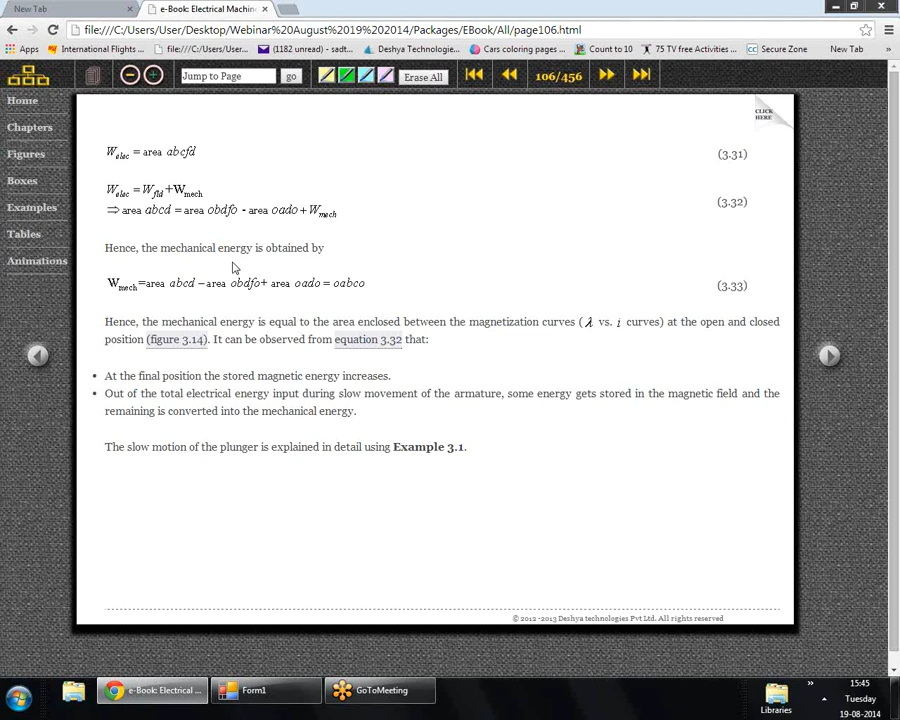 New Tab
e-Book: Electrical Machin
file:///C:/Users/User/Desktop/Webinar%20August%2019%202014/Packages/EBook/All/page106.html
Apps International Flights ... file:///C:/Users/User... (1182 unread) - sadt... Deshya Technologie... Cars coloring pages ... Count to 10 75 TV free Activities ... Secure Zone New Tab
Jump to Page go Erase All 106/456
CLICK HERE
Home
Chapters
Figures
Boxes
Examples
Tables
Animations
W_elec = area abcfd (3.31)
W_elec = W_fld + W_mech
⇒ area abcd = area obdfo - area oado + W_mech (3.32)
Hence, the mechanical energy is obtained by
W_mech = area abcd − area obdfo + area oado = oabco (3.33)
Hence, the mechanical energy is equal to the area enclosed between the magnetization curves ( λ vs. i curves) at the open and closed
position (figure 3.14). It can be observed from equation 3.32 that:
• At the final position the stored magnetic energy increases.
• Out of the total electrical energy input during slow movement of the armature, some energy gets stored in the magnetic field and the
remaining is converted into the mechanical energy.
The slow motion of the plunger is explained in detail using Example 3.1.
© 2012 -2013 Deshya technologies Pvt Ltd. All rights reserved
e-Book: Electrical ... Form1 GoToMeeting
Libraries
»
15:45
Tuesday
19-08-2014